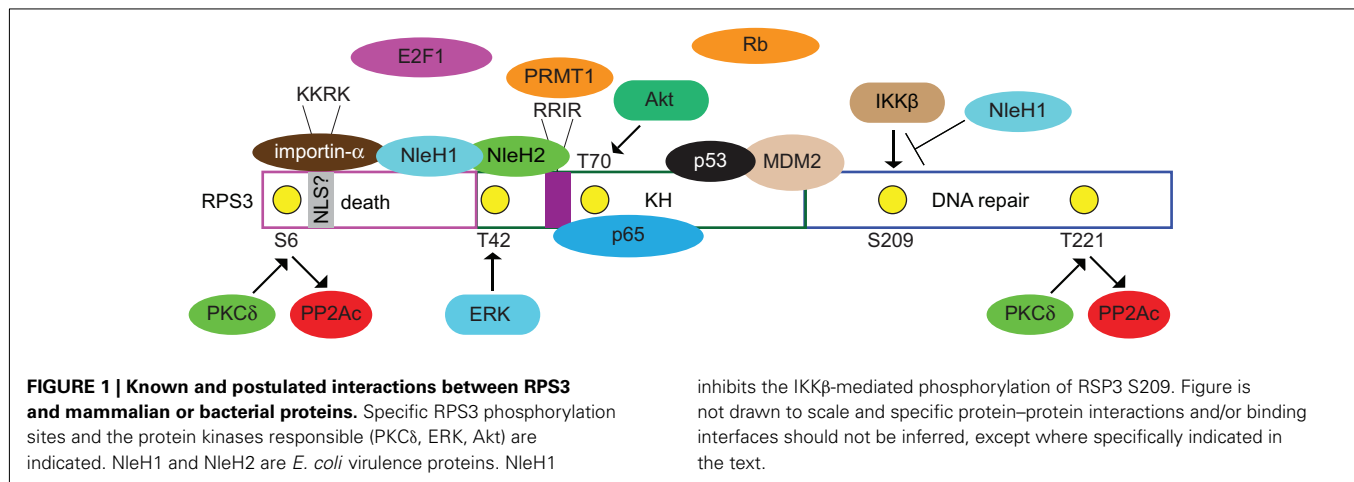 E2F1
Rb
PRMT1
KKRK
Akt
IKKβ
NleH1
RRIR
importin-α
NleH1
NleH2
T70
p53
MDM2
RPS3
NLS?
death
KH
DNA repair
p65
S6
T42
S209
T221
PKCδ
PP2Ac
ERK
PKCδ
PP2Ac
FIGURE 1 | Known and postulated interactions between RPS3
and mammalian or bacterial proteins. Specific RPS3 phosphorylation
sites and the protein kinases responsible (PKCδ, ERK, Akt) are
indicated. NleH1 and NleH2 are E. coli virulence proteins. NleH1
inhibits the IKKβ-mediated phosphorylation of RSP3 S209. Figure is
not drawn to scale and specific protein–protein interactions and/or binding
interfaces should not be inferred, except where specifically indicated in
the text.